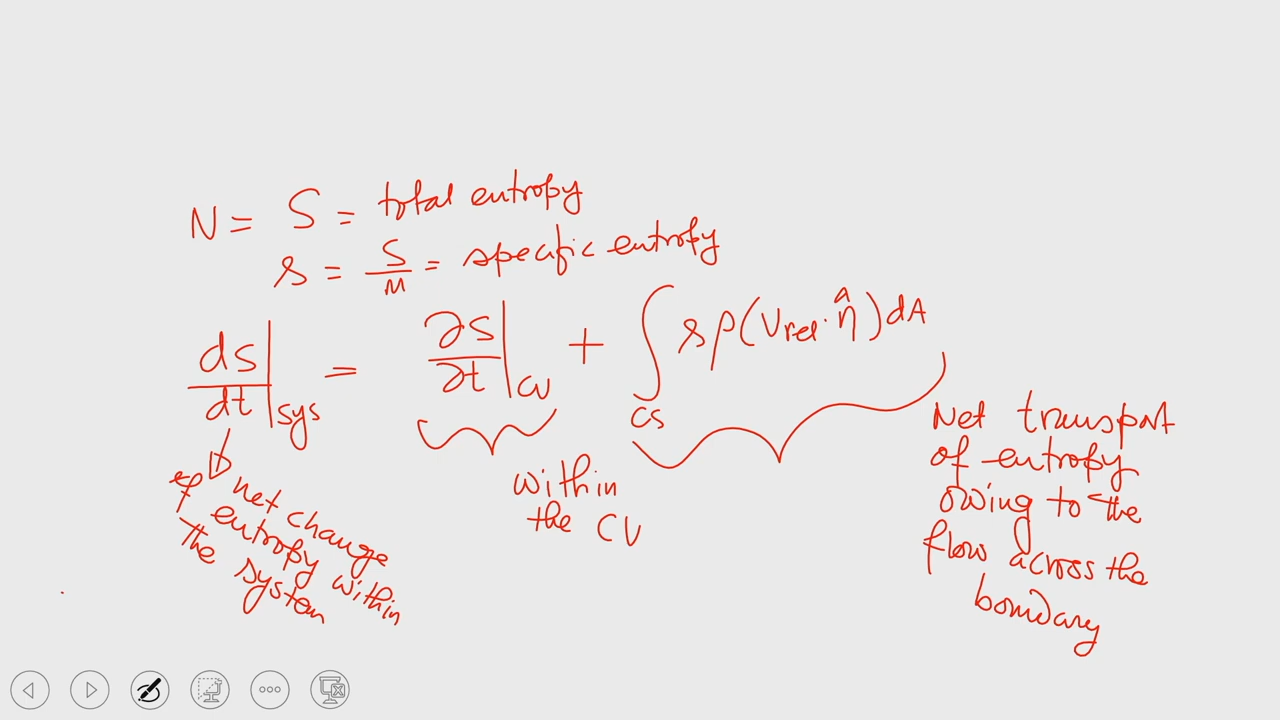 N = S = total entropy
s = S/M = specific entropy
dS/dt|sys = ∂S/∂t|CV + ∫CS sρ(Vrel · n̂)dA
net change
of entropy within
the system
within
the CV
Net transport
of entropy
owing to the
flow across the
boundary